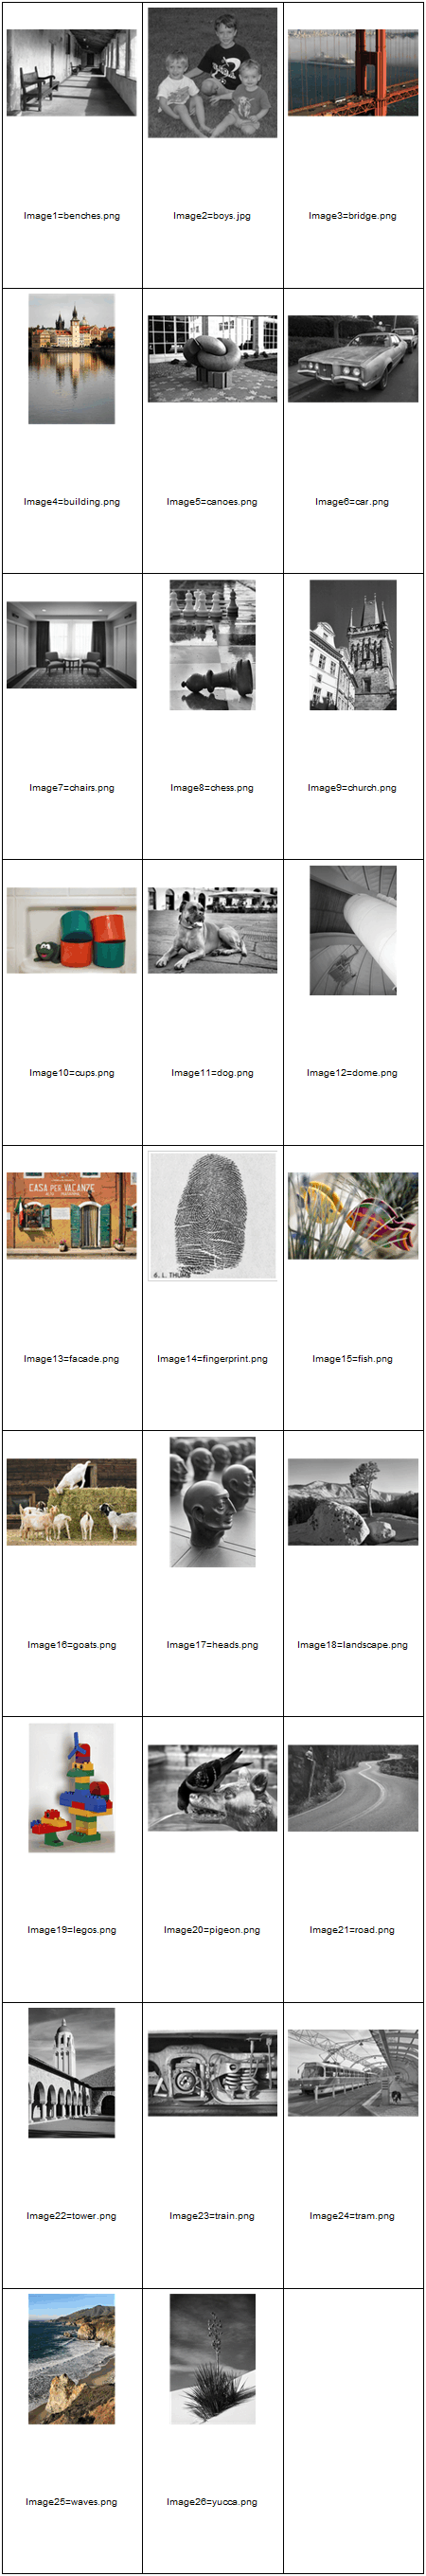 Image1=benches.png
Image2=boys.jpg
Image3=bridge.png
Image4=building.png
Image5=canoes.png
Image6=car.png
Image7=chairs.png
Image8=chess.png
Image9=church.png
Image10=cups.png
Image11=dog.png
Image12=dome.png
CASA PER VACANZE
6. L. THUMB
Image13=facade.png
Image14=fingerprint.png
Image15=fish.png
Image16=goats.png
Image17=heads.png
Image18=landscape.png
Image19=legos.png
Image20=pigeon.png
Image21=road.png
Image22=tower.png
Image23=train.png
Image24=tram.png
Image25=waves.png
Image26=yucca.png